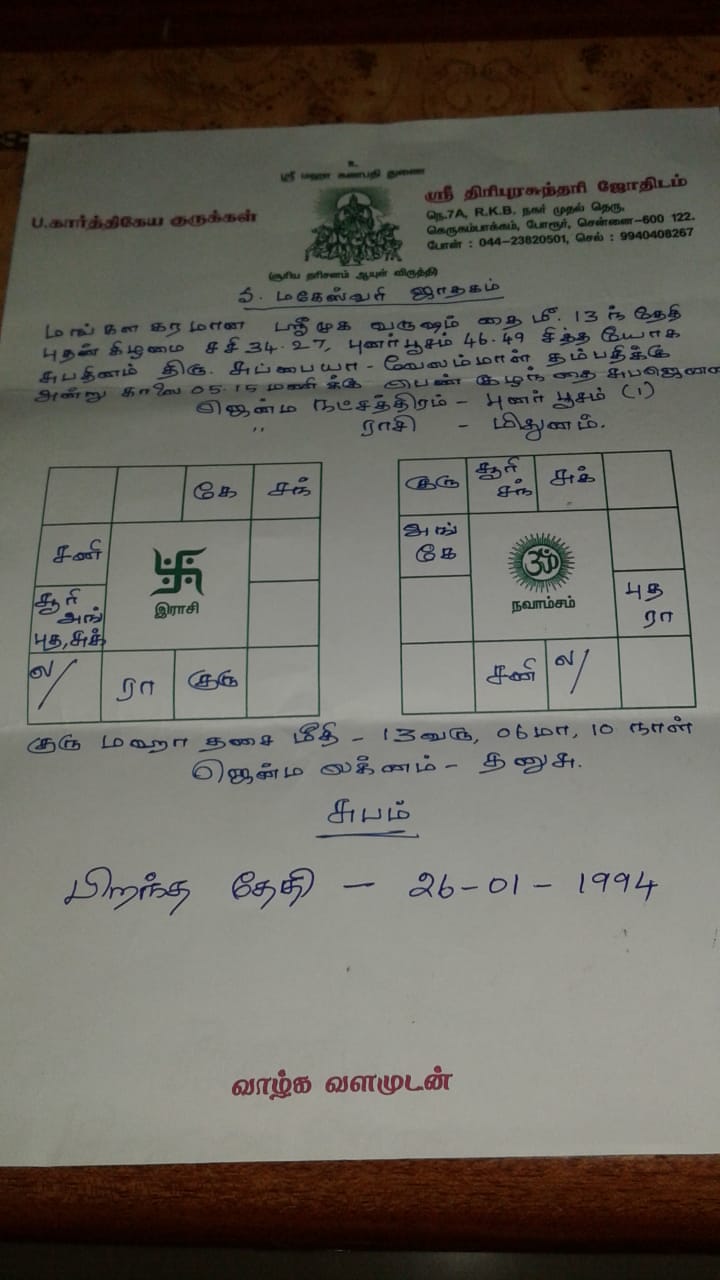 உ
ஸ்ரீ மஹா கணபதி துணை
ப.கார்த்திகேய குருக்கள்
ஸ்ரீ திரிபுரசுந்தரி ஜோதிடம்
நெ.7A, R.K.B. நகர் முதல் தெரு,
கெருகம்பாக்கம், போரூர், சென்னை-600 122.
போன் : 044-23820501, செல் : 9940408267
(சூரிய தரிசனம் ஆயுள் விருத்தி)
மகேஸ்வரி ஜாதகம்
மங்களகரமான ஸ்ரீமுக வருஷம் தை மீ 13ந் தேதி
புதன் கிழமை சசி 34.27, புனர்பூசம் 46.49 சித்த யோக
சுபதினம் திரு. சுப்பையா - வேலம்மாள் தம்பதிக்கு
அன்று காலை 05.15 மணிக்கு பெண் குழந்தை சுபஜெனனம்
ஜென்ம நட்சத்திரம் - புனர் பூசம் (1)
,, ராசி - மிதுனம்.
கே சந்
சனி
சூரி
அங்
புத, சுக்
ல/ ரா குரு
இராசி
குரு சூரி சந் சுக்
அங்
கே
புத
ரா
சனி ல/
ஓம்
நவாம்சம்
குரு மஹா தசை மீதி - 13 வரு, 06 மா, 10 நாள்
ஜென்ம லக்னம் - தனுசு.
சுபம்
பிறந்த தேதி - 26-01-1994
வாழ்க வளமுடன்